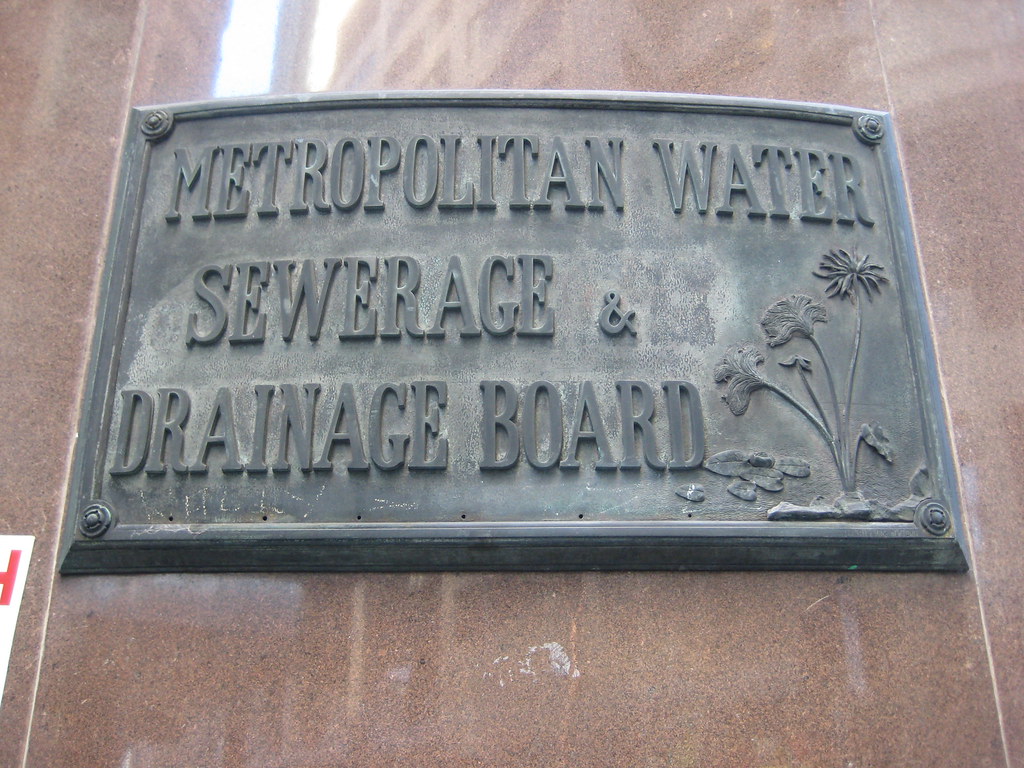 METROPOLITAN WATER
SEWERAGE &
DRAINAGE BOARD